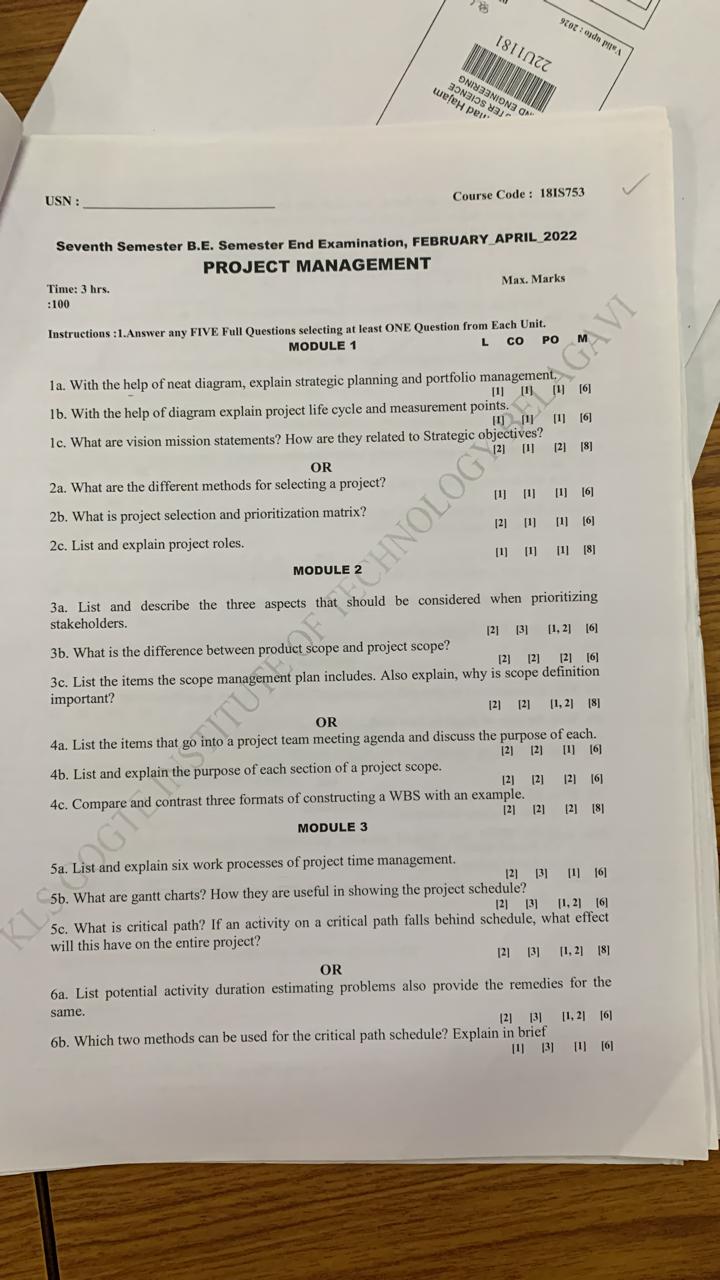 Valid upto : 2026
22U1181
ND ENGINEERING
TER SCIENCE
Hajam
USN :
Course Code : 18IS753
Seventh Semester B.E. Semester End Examination, FEBRUARY_APRIL_2022
PROJECT MANAGEMENT
Time: 3 hrs. Max. Marks
:100
Instructions :1.Answer any FIVE Full Questions selecting at least ONE Question from Each Unit.
MODULE 1 L CO PO M
1a. With the help of neat diagram, explain strategic planning and portfolio management.
[1] [1] [1] [6]
1b. With the help of diagram explain project life cycle and measurement points.
[1] [1] [1] [6]
1c. What are vision mission statements? How are they related to Strategic objectives?
[2] [1] [2] [8]
OR
2a. What are the different methods for selecting a project?
[1] [1] [1] [6]
2b. What is project selection and prioritization matrix?
[2] [1] [1] [6]
2c. List and explain project roles.
[1] [1] [1] [8]
MODULE 2
3a. List and describe the three aspects that should be considered when prioritizing
stakeholders.
[2] [3] [1, 2] [6]
3b. What is the difference between product scope and project scope?
[2] [2] [2] [6]
3c. List the items the scope management plan includes. Also explain, why is scope definition
important?
[2] [2] [1, 2] [8]
OR
4a. List the items that go into a project team meeting agenda and discuss the purpose of each.
[2] [2] [1] [6]
4b. List and explain the purpose of each section of a project scope.
[2] [2] [2] [6]
4c. Compare and contrast three formats of constructing a WBS with an example.
[2] [2] [2] [8]
MODULE 3
5a. List and explain six work processes of project time management.
[2] [3] [1] [6]
5b. What are gantt charts? How they are useful in showing the project schedule?
[2] [3] [1, 2] [6]
5c. What is critical path? If an activity on a critical path falls behind schedule, what effect
will this have on the entire project?
[2] [3] [1, 2] [8]
OR
6a. List potential activity duration estimating problems also provide the remedies for the
same.
[2] [3] [1, 2] [6]
6b. Which two methods can be used for the critical path schedule? Explain in brief
[1] [3] [1] [6]
KLS GOGTE INSTITUTE OF TECHNOLOGY BELAGAVI